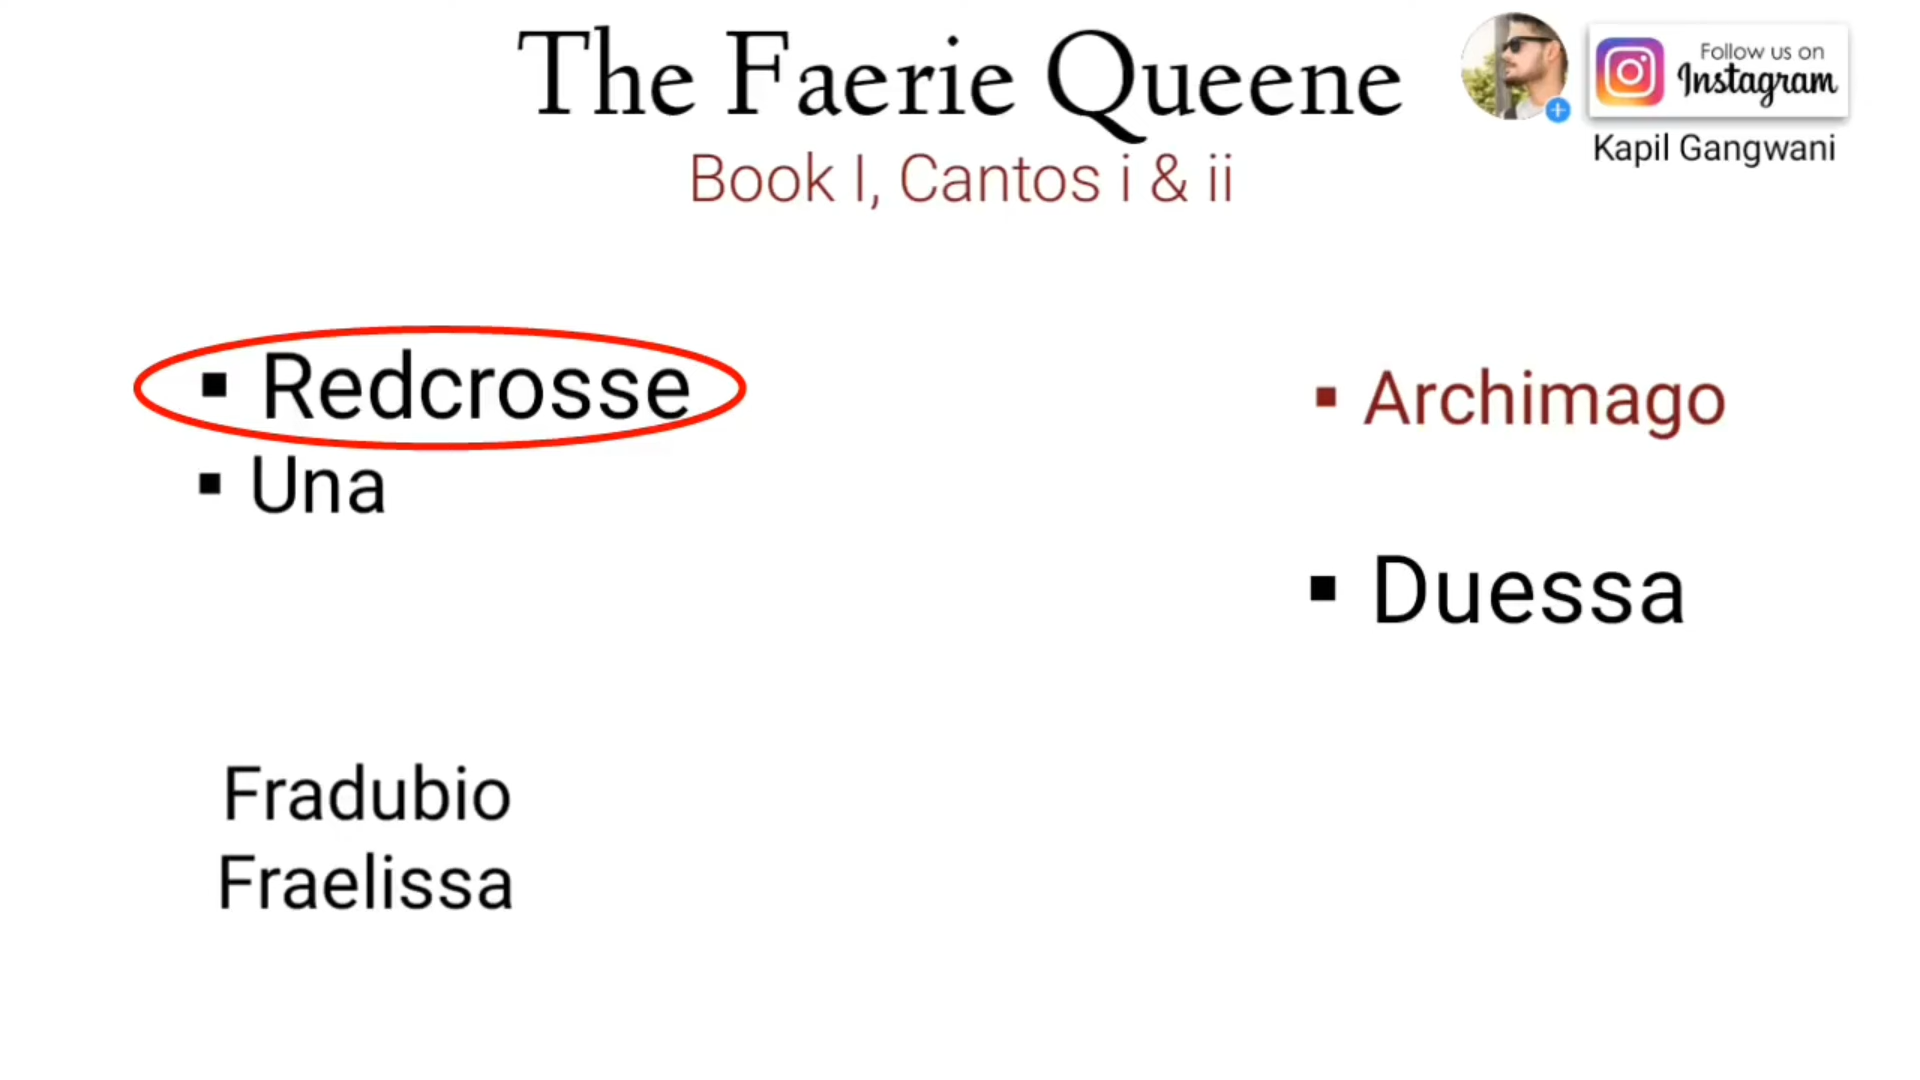 The Faerie Queene
Book I, Cantos i & ii
Follow us on
Instagram
Kapil Gangwani
▪ Redcrosse
▪ Una
▪ Archimago
▪ Duessa
Fradubio
Fraelissa